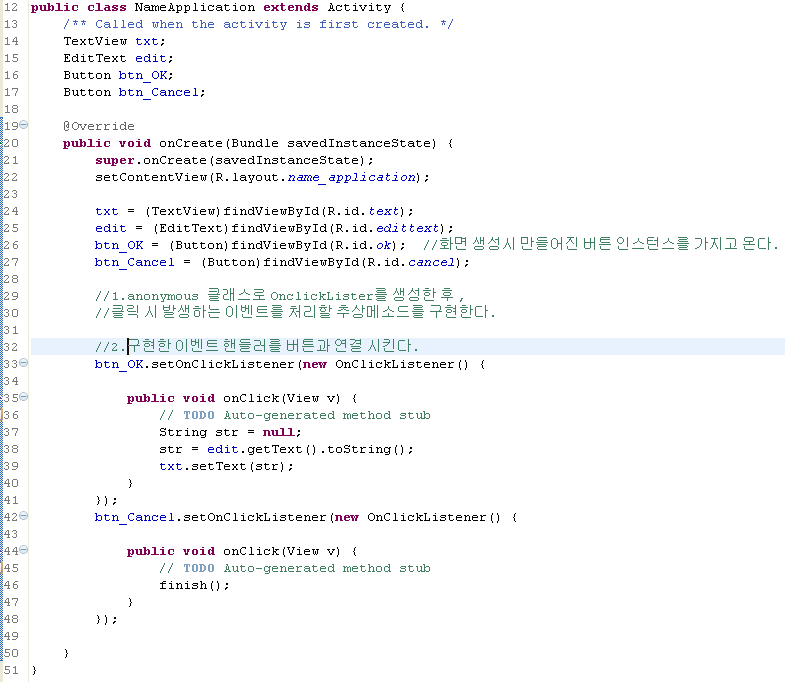 12 public class NameApplication extends Activity {
13     /** Called when the activity is first created. */
14     TextView txt;
15     EditText edit;
16     Button btn_OK;
17     Button btn_Cancel;
18
19     @Override
20     public void onCreate(Bundle savedInstanceState) {
21         super.onCreate(savedInstanceState);
22         setContentView(R.layout.name_application);
23
24         txt = (TextView)findViewById(R.id.text);
25         edit = (EditText)findViewById(R.id.edittext);
26         btn_OK = (Button)findViewById(R.id.ok);  //화면 생성시 만들어진 버튼 인스턴스를 가지고 온다.
27         btn_Cancel = (Button)findViewById(R.id.cancel);
28
29         //1.anonymous 클래스로 OnclickLister를 생성한 후 ,
30         //클릭 시 발생하는 이벤트를 처리할 추상메소드를 구현한다.
31
32         //2.구현한 이벤트 핸들러를 버튼과 연결 시킨다.
33         btn_OK.setOnClickListener(new OnClickListener() {
34
35             public void onClick(View v) {
36                 // TODO Auto-generated method stub
37                 String str = null;
38                 str = edit.getText().toString();
39                 txt.setText(str);
40             }
41         });
42         btn_Cancel.setOnClickListener(new OnClickListener() {
43
44             public void onClick(View v) {
45                 // TODO Auto-generated method stub
46                 finish();
47             }
48         });
49
50     }
51 }